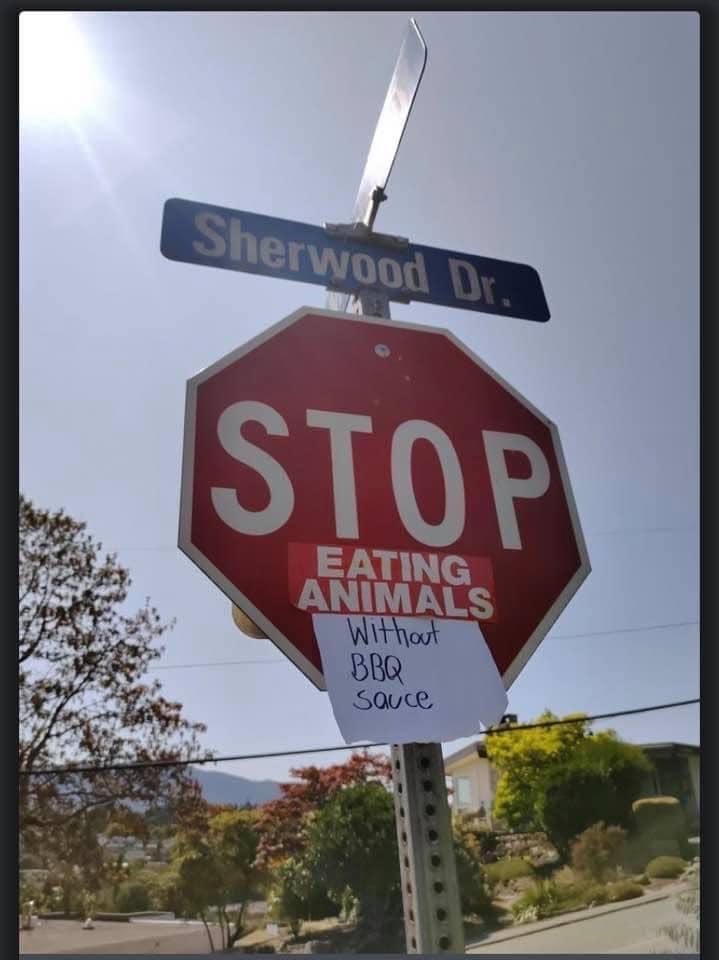 Sherwood Dr.
STOP
EATING
ANIMALS
Without
BBQ
sauce